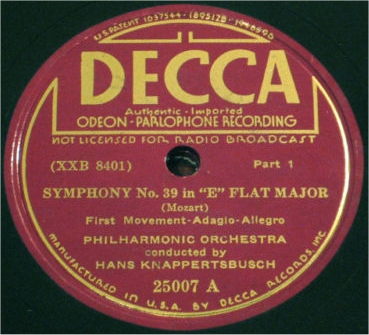 U.S. PATENT 1637544 - 1895128 - 1948590
DECCA
Authentic - Imported
ODEON - PARLOPHONE RECORDING
NOT LICENSED FOR RADIO BROADCAST
(XXB 8401) Part 1
SYMPHONY No. 39 in "E" FLAT MAJOR
(Mozart)
First Movement-Adagio-Allegro
PHILHARMONIC ORCHESTRA
conducted by
HANS KNAPPERTSBUSCH
25007 A
MANUFACTURED IN U.S.A. BY DECCA RECORDS, INC.